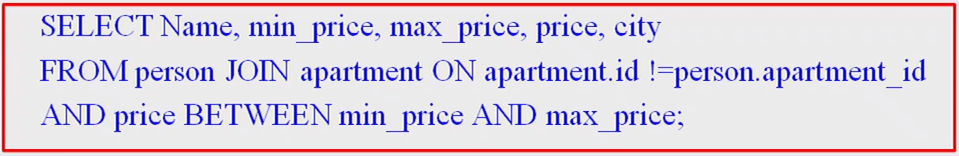 SELECT Name, min_price, max_price, price, city
FROM person JOIN apartment ON apartment.id !=person.apartment_id
AND price BETWEEN min_price AND max_price;